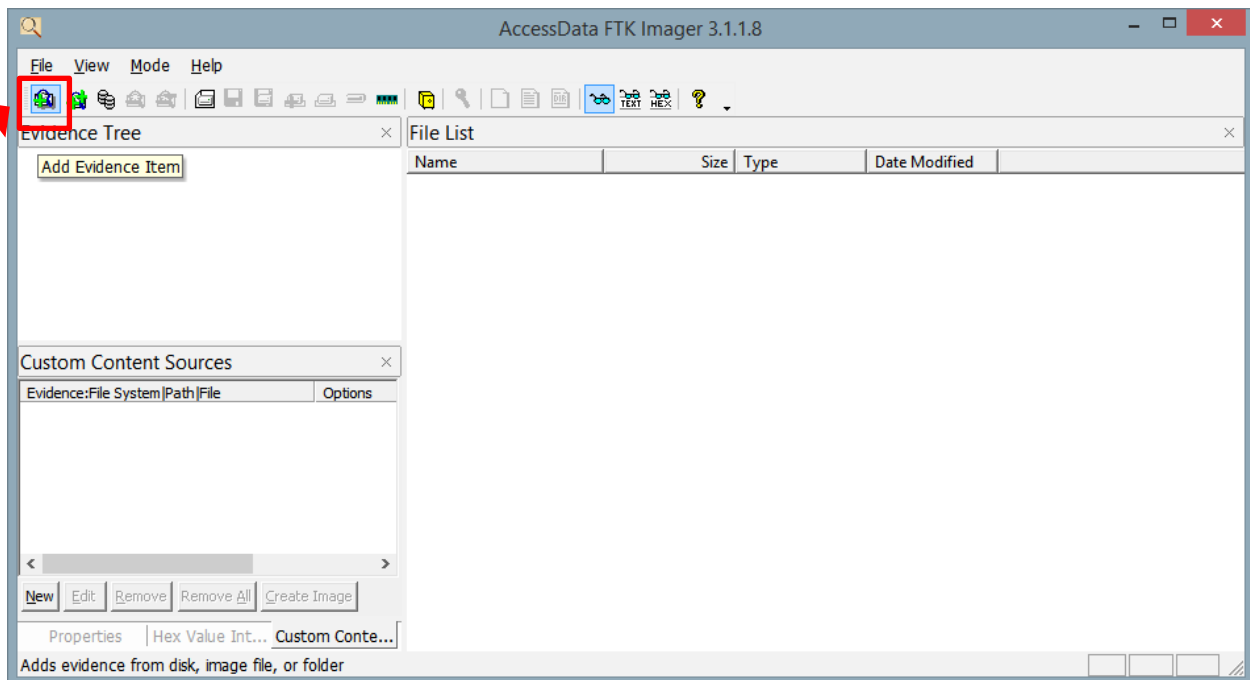 AccessData FTK Imager 3.1.1.8
File View Mode Help
TEXT HEX
Evidence Tree
File List
Add Evidence Item
Name Size Type Date Modified
Custom Content Sources
Evidence:File System|Path|File Options
New Edit Remove Remove All Create Image
Properties Hex Value Int... Custom Conte...
Adds evidence from disk, image file, or folder